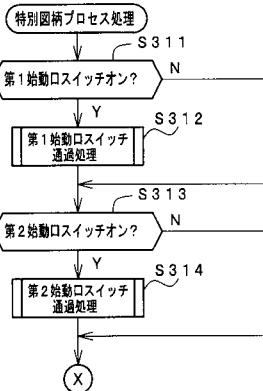 特別図柄プロセス処理
S311
第1始動口スイッチオン?
N
Y
S312
第1始動口スイッチ
通過処理
S313
第2始動口スイッチオン?
N
Y
S314
第2始動口スイッチ
通過処理
X